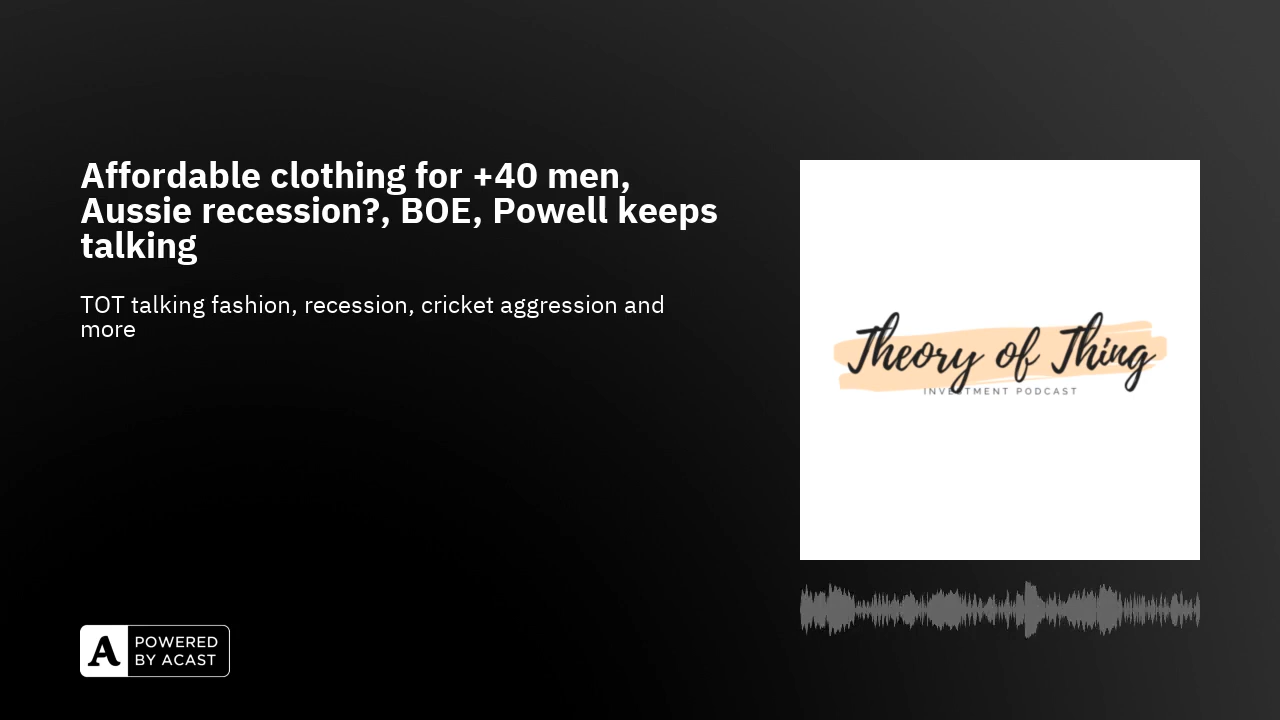 Affordable clothing for +40 men,
Aussie recession?, BOE, Powell keeps
talking
TOT talking fashion, recession, cricket aggression and
more
Theory of Thing
INVESTMENT PODCAST
A POWERED
BY ACAST